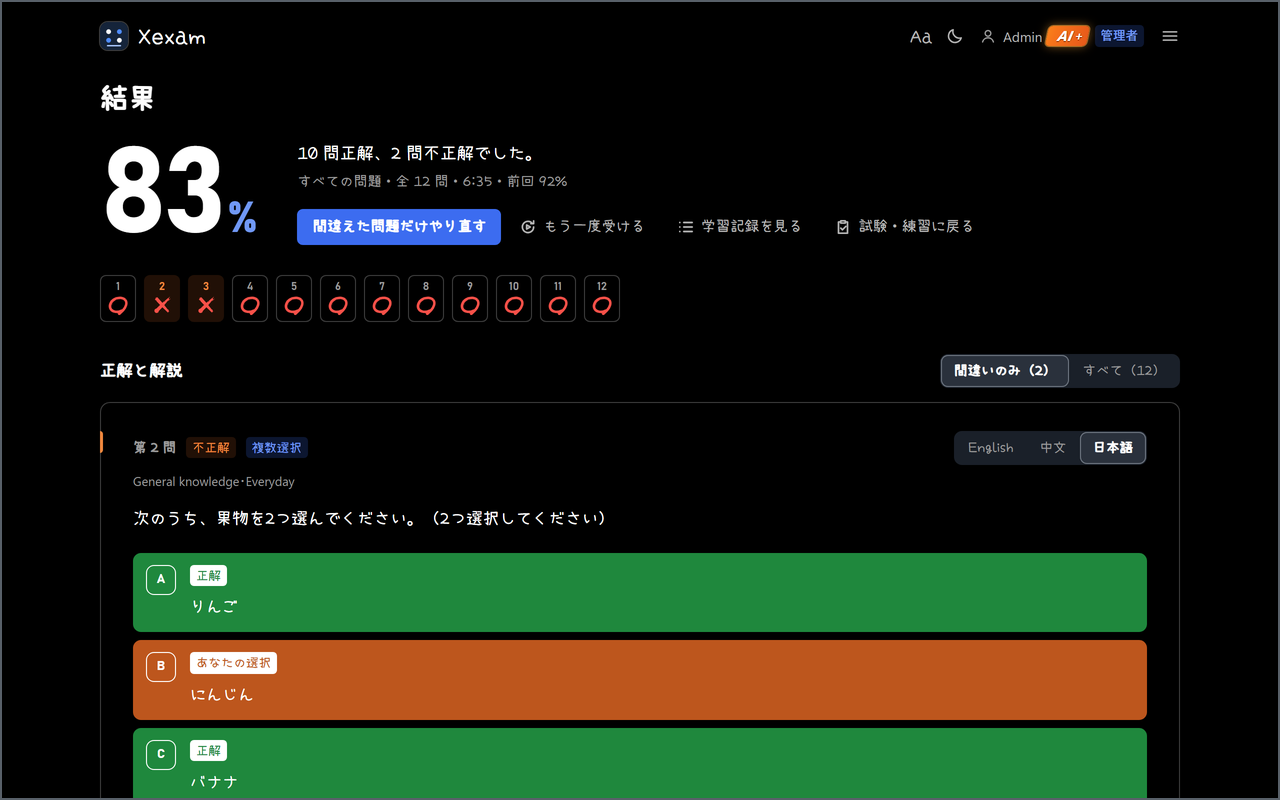 Xexam
Aa Admin AI+ 管理者
結果
83%
10 問正解、2 問不正解でした。
すべての問題・全 12 問・6:35・前回 92%
間違えた問題だけやり直す もう一度受ける 学習記録を見る 試験・練習に戻る
1 2 3 4 5 6 7 8 9 10 11 12
正解と解説 間違いのみ（2） すべて（12）
第 2 問 不正解 複数選択 English 中文 日本語
General knowledge·Everyday
次のうち、果物を2つ選んでください。（2つ選択してください）
A 正解
りんご
B あなたの選択
にんじん
C 正解
バナナ